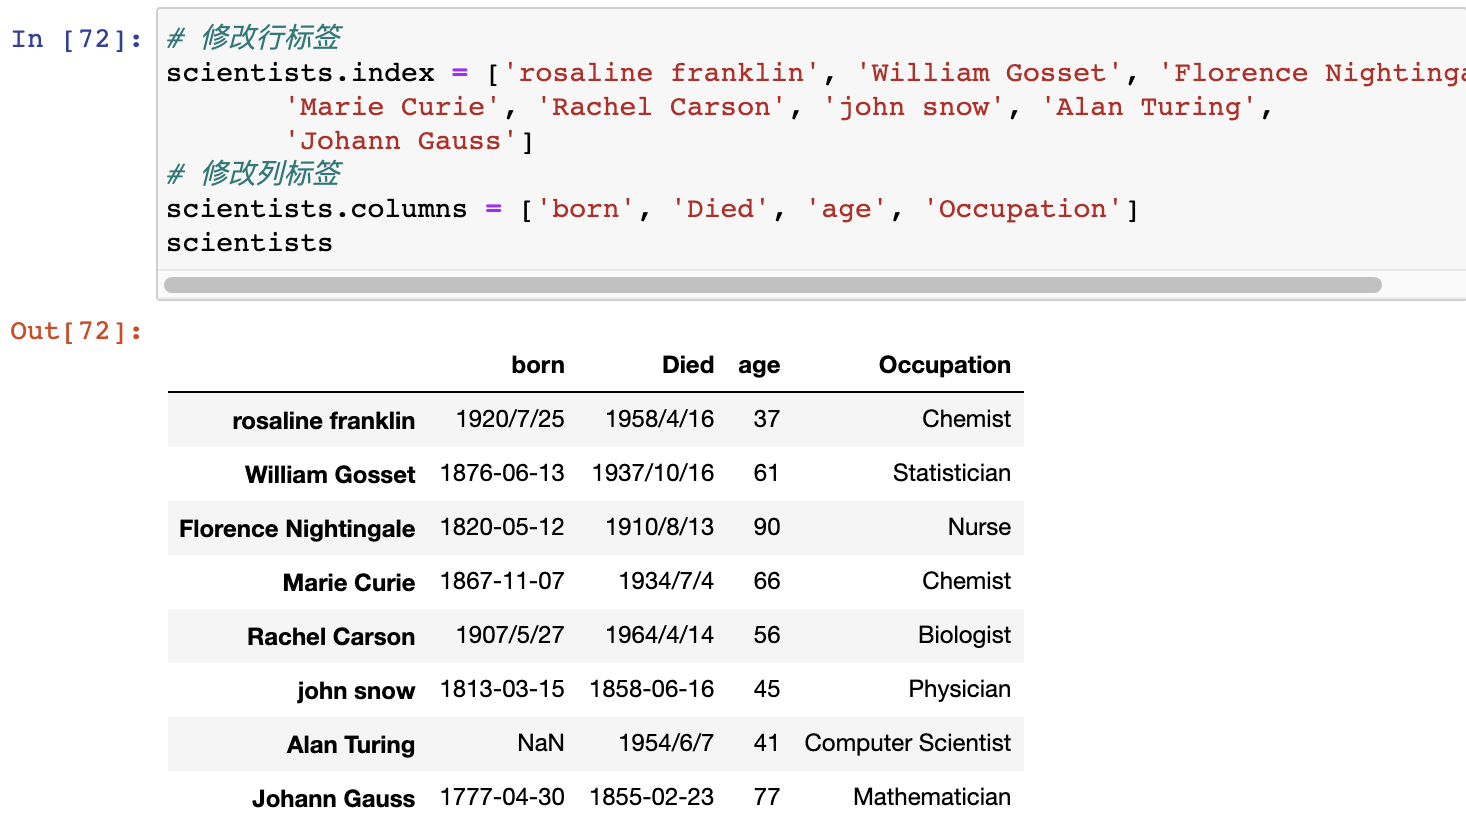 In [72]:
# 修改行标签
scientists.index = ['rosaline franklin', 'William Gosset', 'Florence
'Marie Curie', 'Rachel Carson', 'john snow', 'Alan Turing',
'Johann Gauss']
# 修改列标签
scientists.columns = ['born', 'Died', 'age', 'Occupation']
scientists
Out[72]:
born Died age Occupation
rosaline franklin 1920/7/25 1958/4/16 37 Chemist
William Gosset 1876-06-13 1937/10/16 61 Statistician
Florence Nightingale 1820-05-12 1910/8/13 90 Nurse
Marie Curie 1867-11-07 1934/7/4 66 Chemist
Rachel Carson 1907/5/27 1964/4/14 56 Biologist
john snow 1813-03-15 1858-06-16 45 Physician
Alan Turing NaN 1954/6/7 41 Computer Scientist
Johann Gauss 1777-04-30 1855-02-23 77 Mathematician